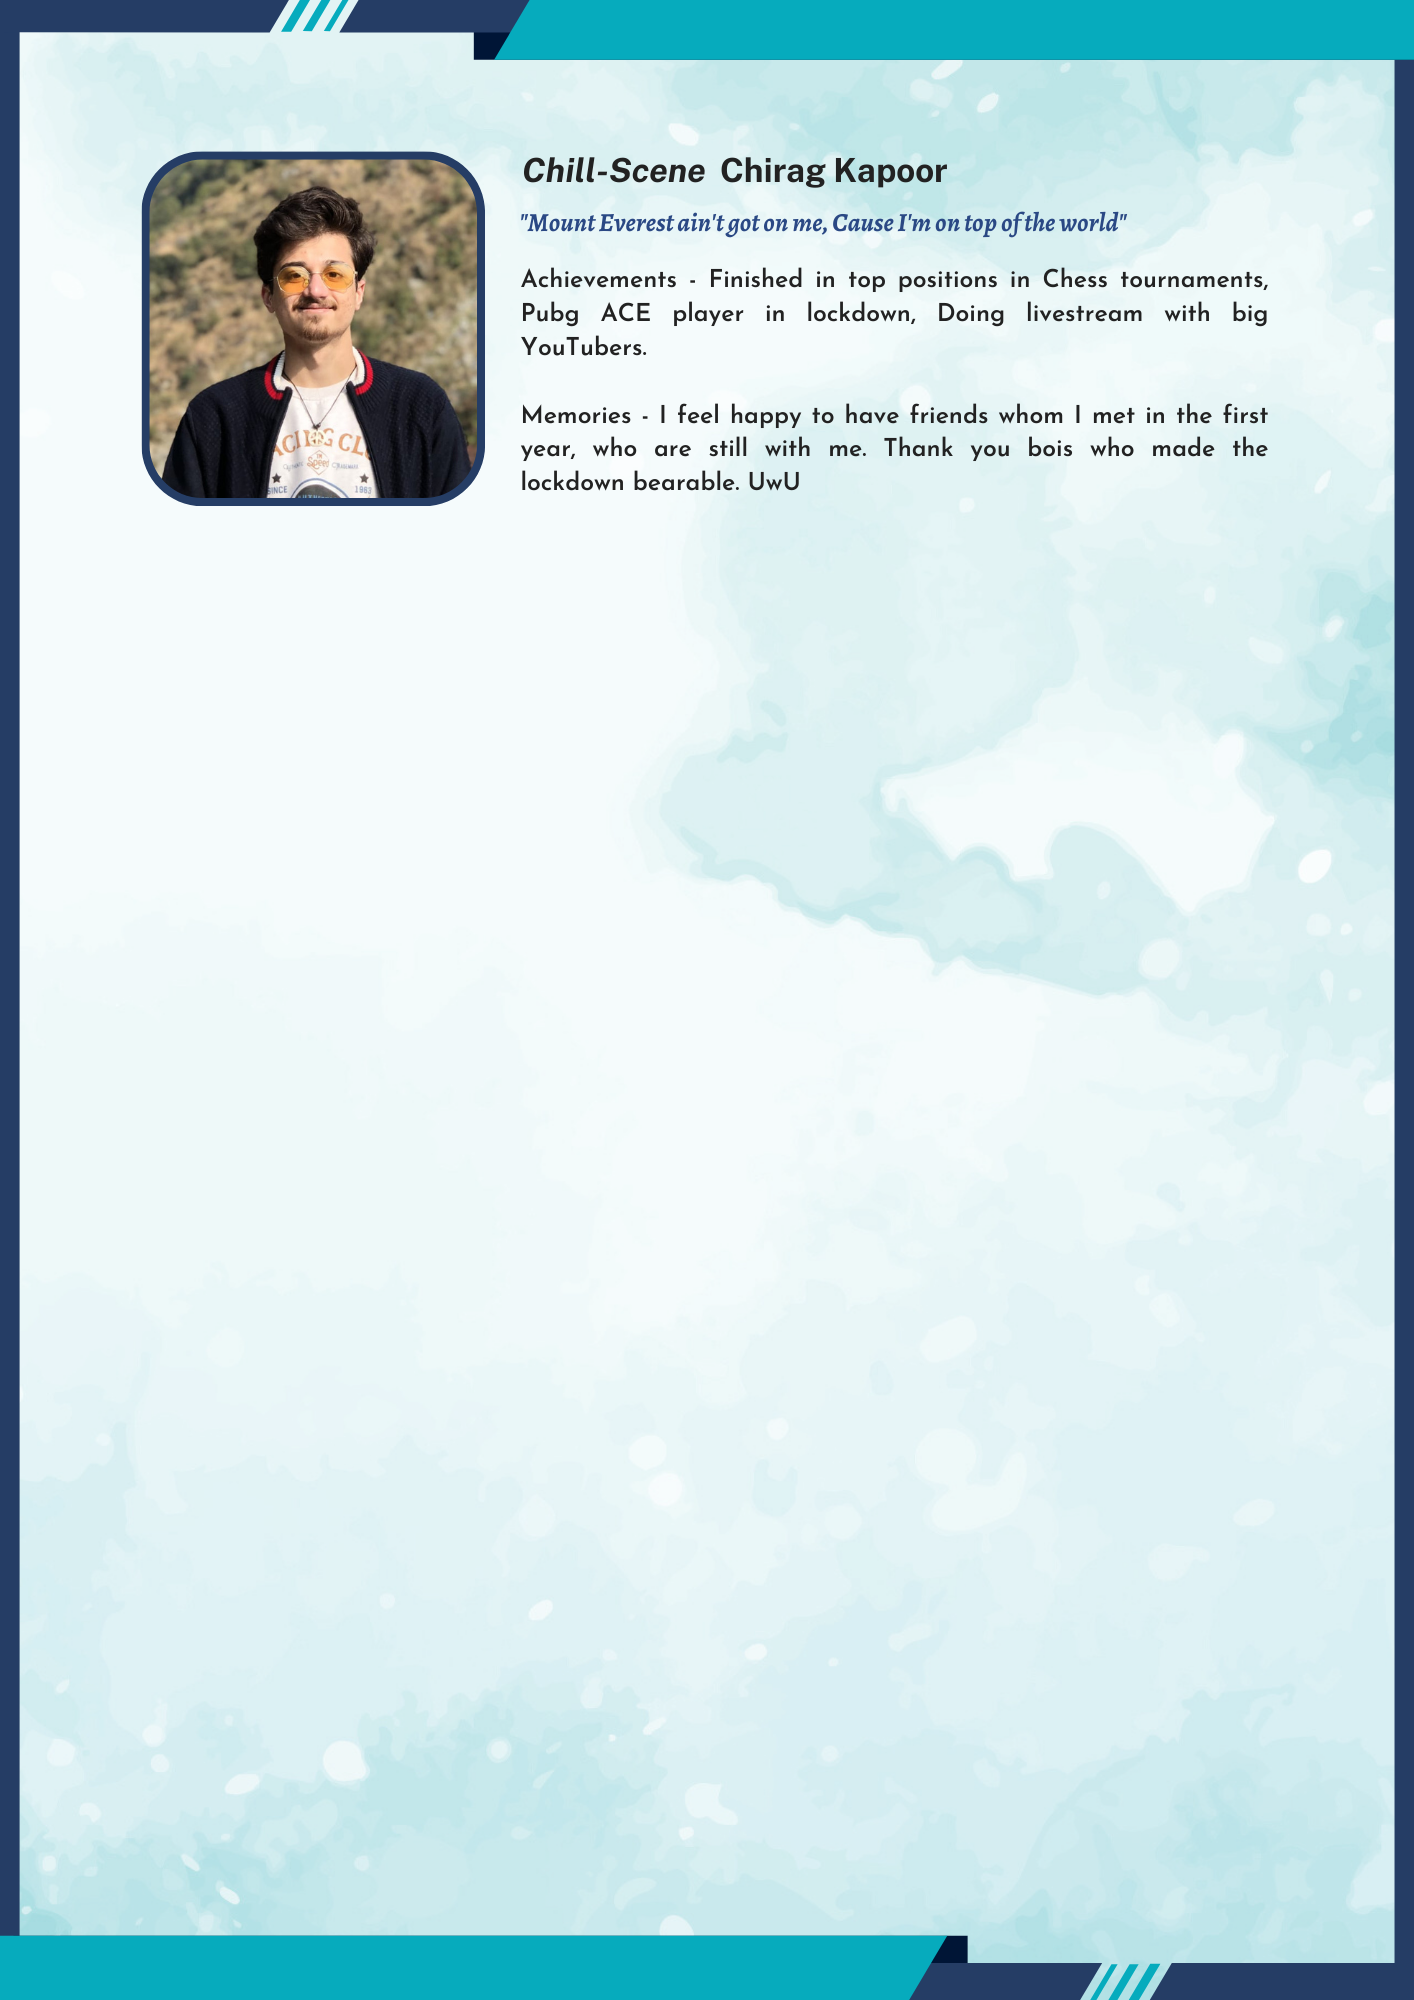 Chill-Scene Chirag Kapoor
"Mount Everest ain't got on me, Cause I'm on top of the world"
Achievements - Finished in top positions in Chess tournaments,
Pubg ACE player in lockdown, Doing livestream with big
YouTubers.
Memories - I feel happy to have friends whom I met in the first
year, who are still with me. Thank you bois who made the
lockdown bearable. UwU
Speed
SINCE 1963